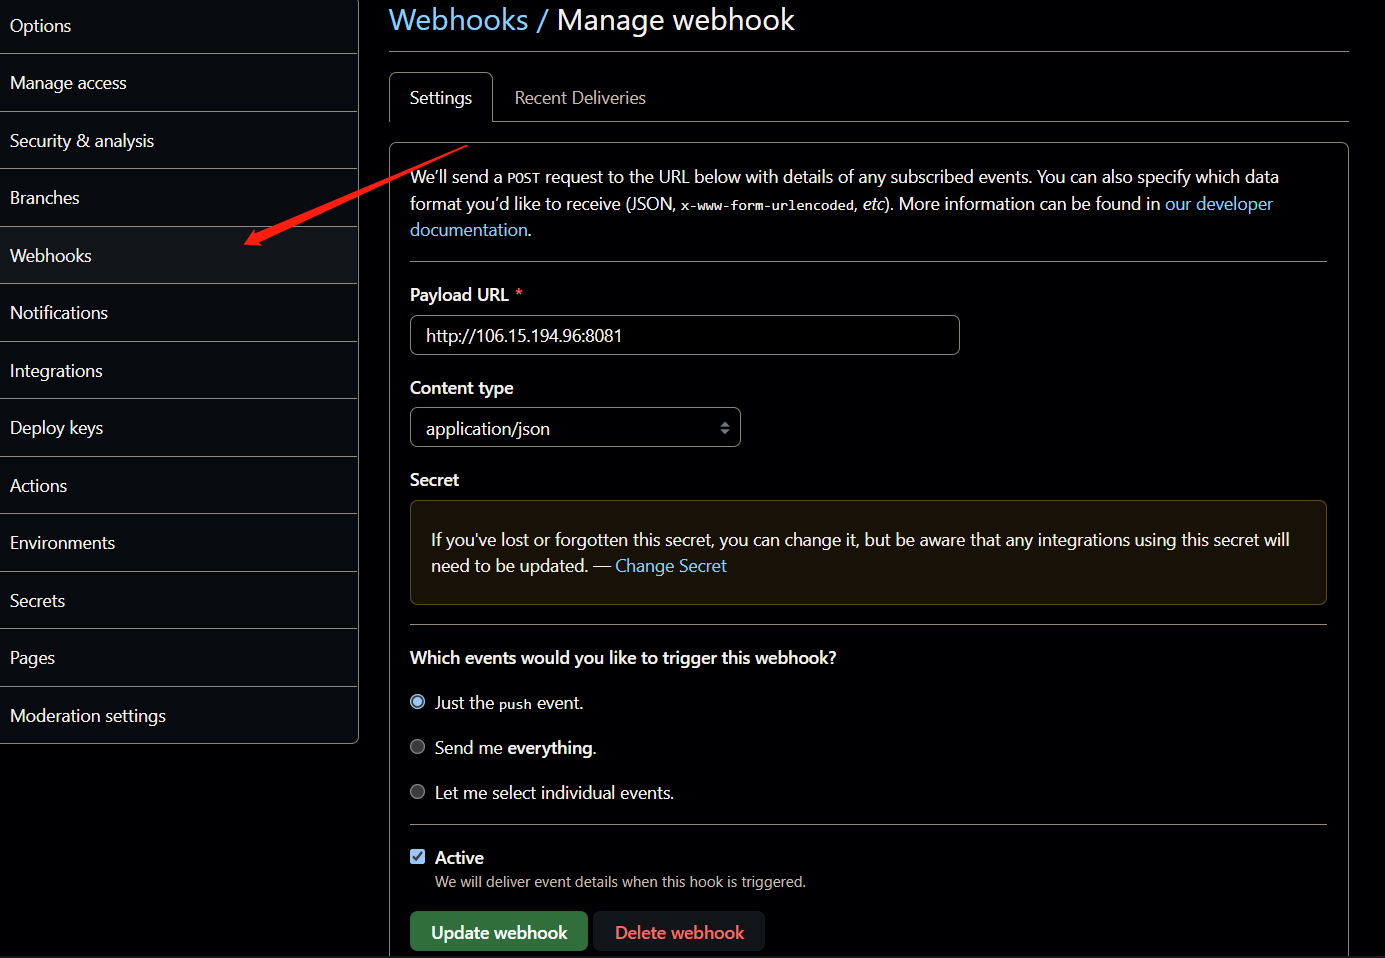 Options
Manage access
Security & analysis
Branches
Webhooks
Notifications
Integrations
Deploy keys
Actions
Environments
Secrets
Pages
Moderation settings
Webhooks / Manage webhook
Settings
Recent Deliveries
We’ll send a POST request to the URL below with details of any subscribed events. You can also specify which data
format you’d like to receive (JSON, x-www-form-urlencoded, etc). More information can be found in our developer
documentation.
Payload URL *
http://106.15.194.96:8081
Content type
application/json
Secret
If you've lost or forgotten this secret, you can change it, but be aware that any integrations using this secret will
need to be updated. — Change Secret
Which events would you like to trigger this webhook?
Just the push event.
Send me everything.
Let me select individual events.
Active
We will deliver event details when this hook is triggered.
Update webhook
Delete webhook